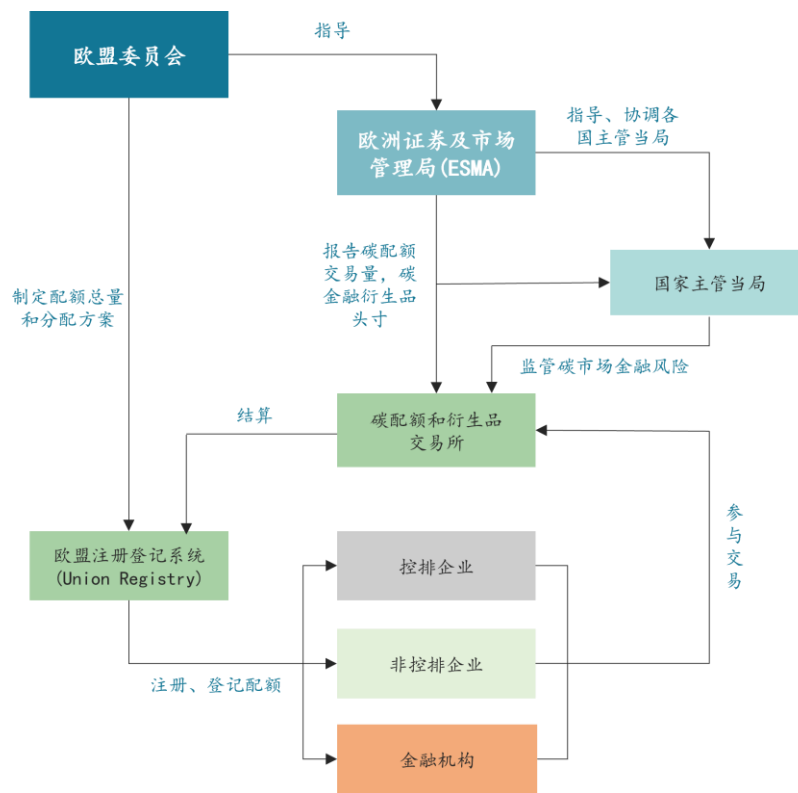 欧盟委员会
指导
欧洲证券及市场
管理局(ESMA)
指导、协调各
国主管当局
报告碳配额
交易量，碳
金融衍生品
头寸
国家主管当局
制定配额总量
和分配方案
监管碳市场金融风险
结算
碳配额和衍生品
交易所
欧盟注册登记系统
(Union Registry)
控排企业
参
与
交
易
非控排企业
注册、登记配额
金融机构